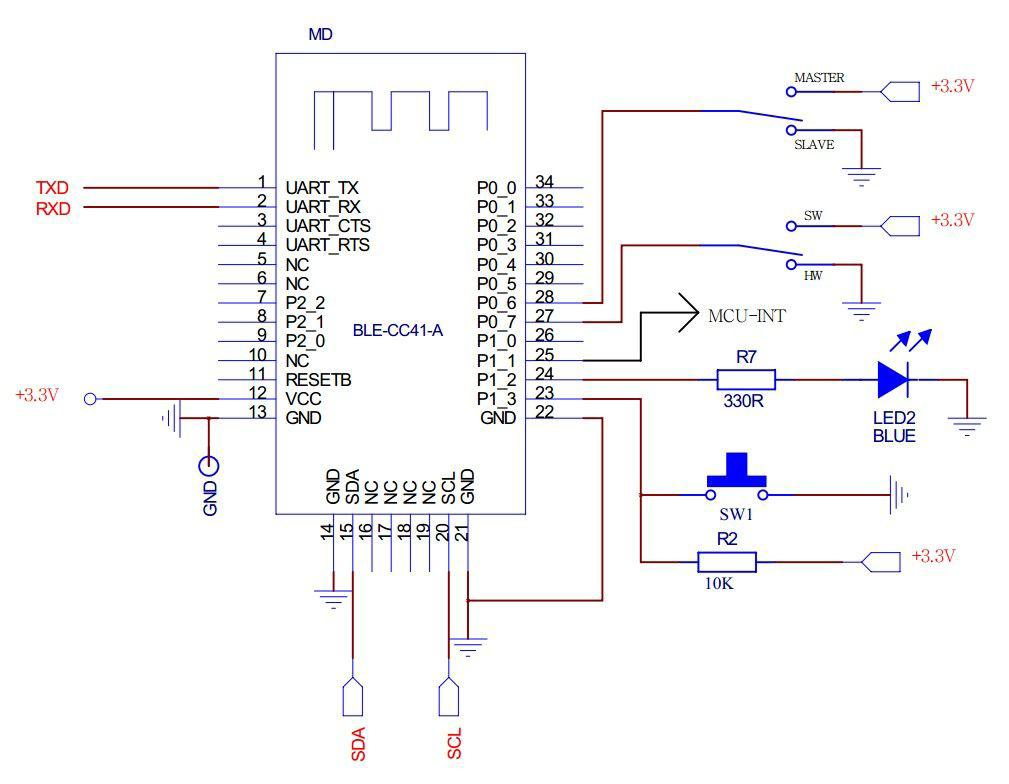 MD
MASTER
+3.3V
SLAVE
TXD
RXD
1 UART_TX
2 UART_RX
3 UART_CTS
4 UART_RTS
5 NC
6 NC
7 P2_2
8 P2_1
9 P2_0
10 NC
11 RESETB
12 VCC
13 GND
BLE-CC41-A
P0_0 34
P0_1 33
P0_2 32
P0_3 31
P0_4 30
P0_5 29
P0_6 28
P0_7 27
P1_0 26
P1_1 25
P1_2 24
P1_3 23
GND 22
SW
+3.3V
HW
MCU-INT
R7
330R
LED2
BLUE
+3.3V
GND
GND 14
SDA 15
NC 16
NC 17
NC 18
NC 19
SCL 20
GND 21
SW1
R2
10K
+3.3V
SDA
SCL